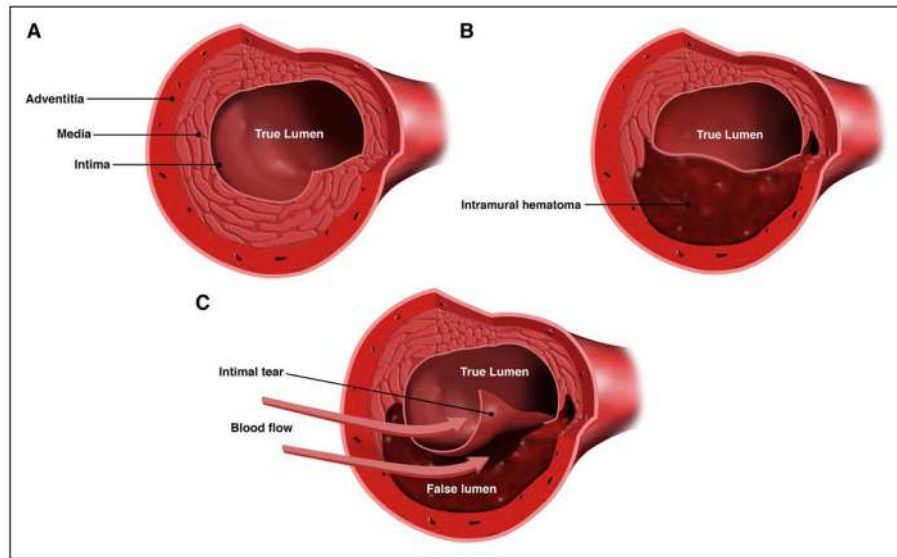 A
Adventitia
Media
Intima
True Lumen
B
True Lumen
Intramural hematoma
C
Intimal tear
True Lumen
Blood flow
False lumen